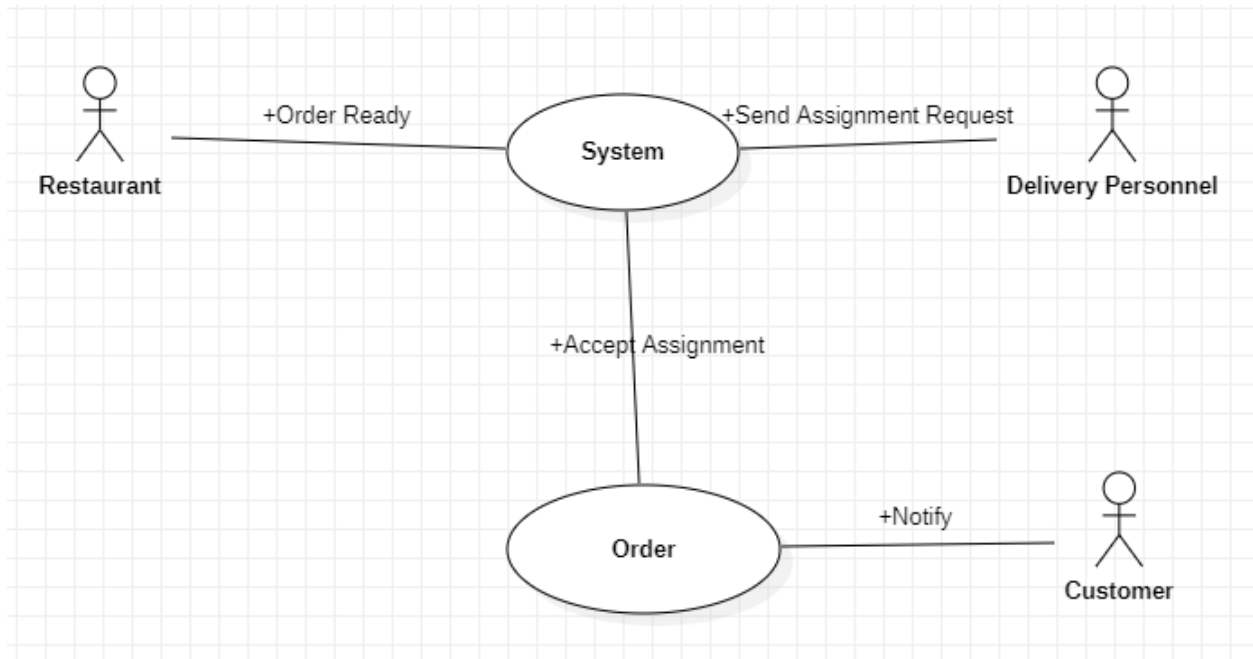 +Order Ready
+Send Assignment Request
System
Restaurant
Delivery Personnel
+Accept Assignment
+Notify
Order
Customer